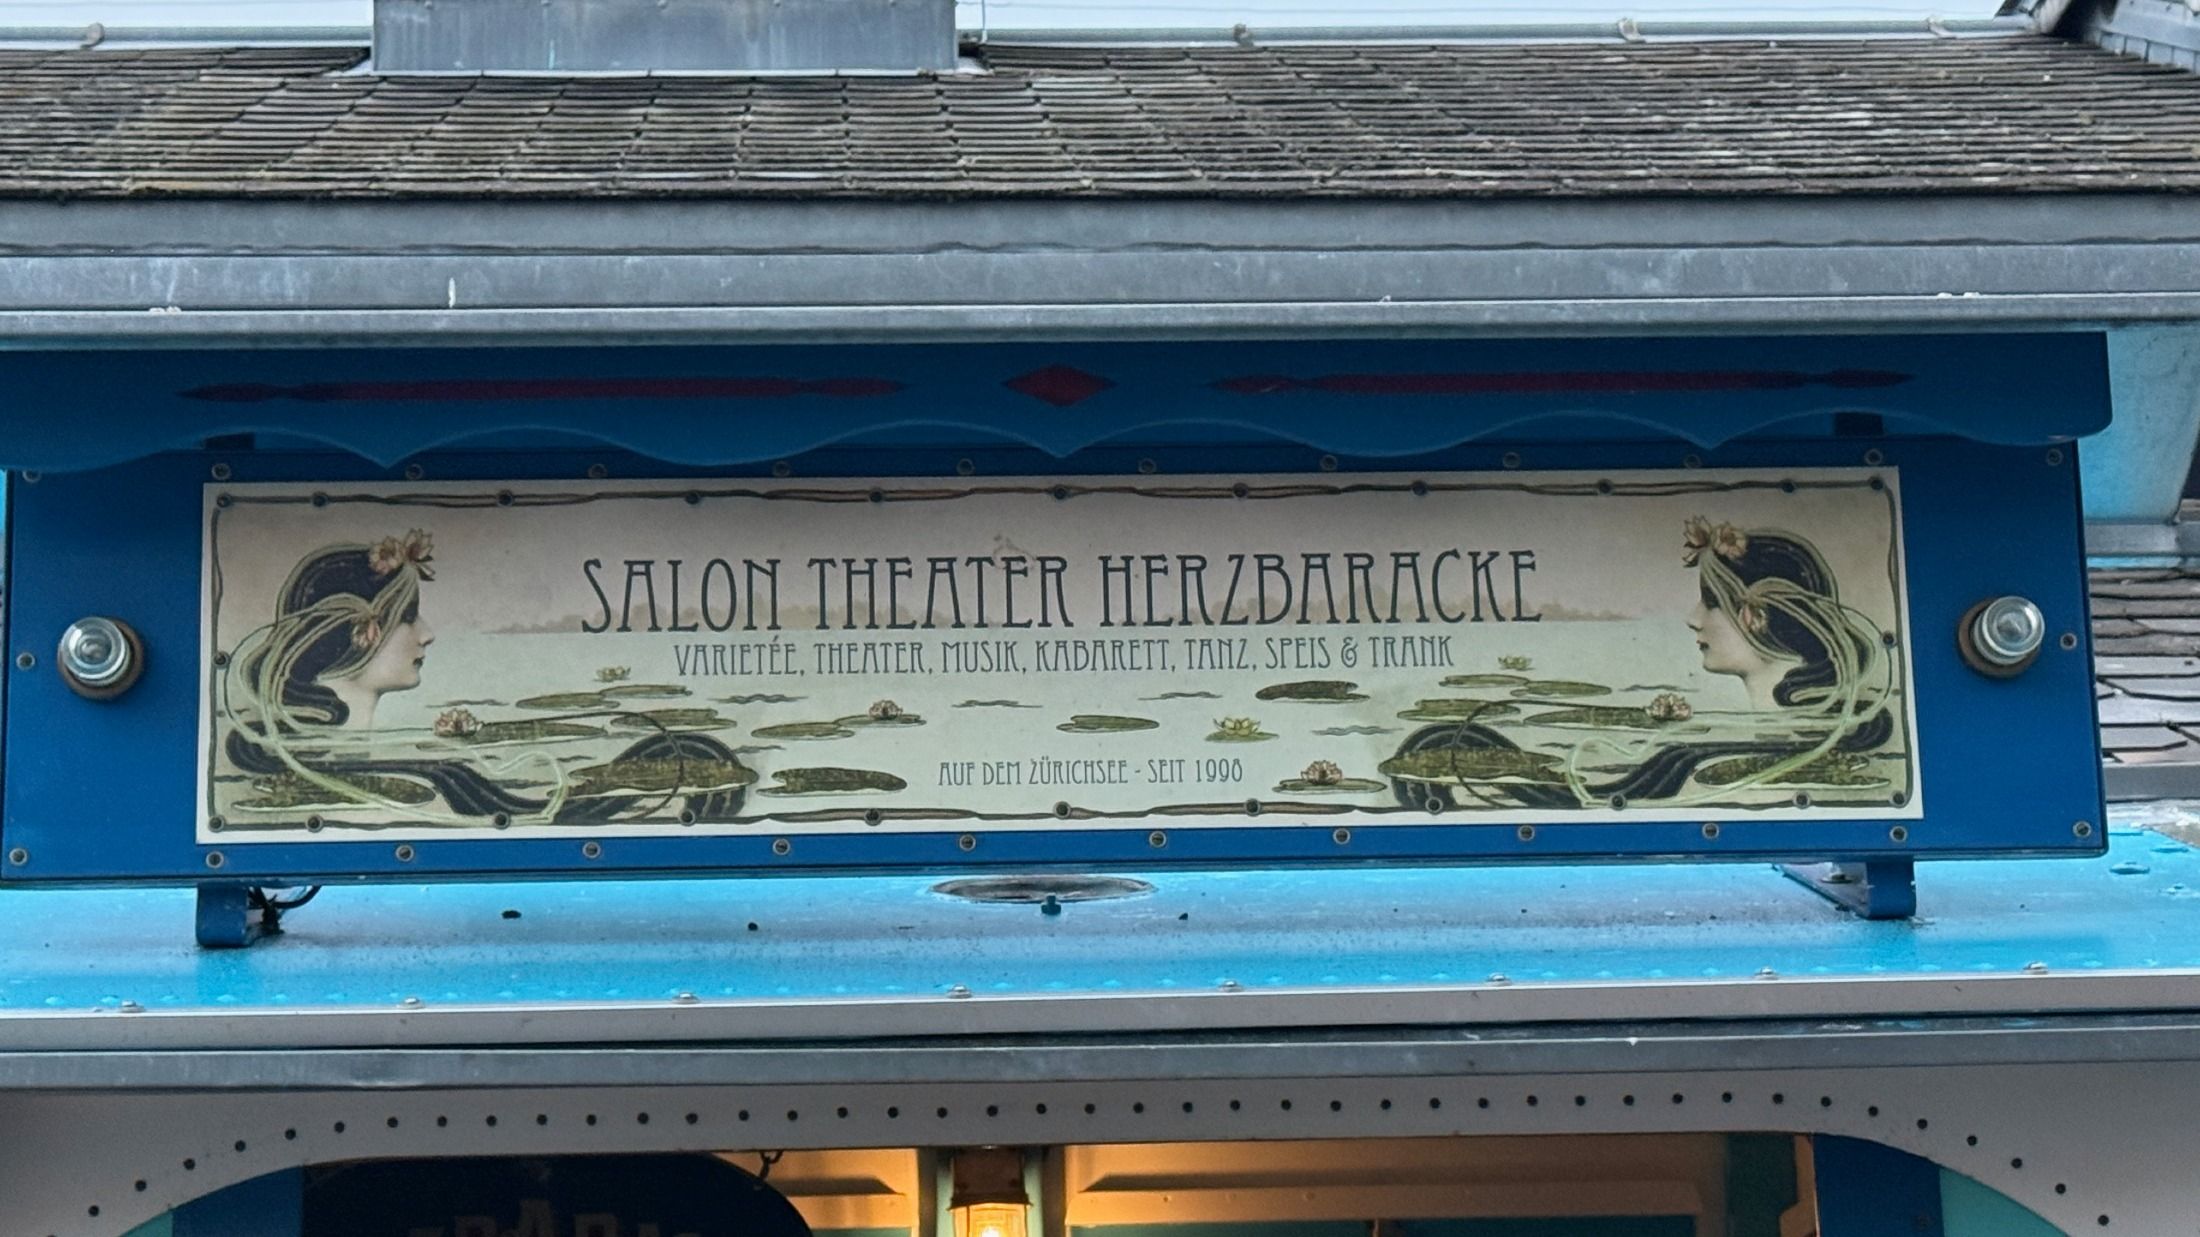 SALON THEATER HERZBARACKE
VARIETÉE, THEATER, MUSIK, KABARETT, TANZ, SPEIS & TRANK
AUF DEM ZÜRICHSEE - SEIT 1998